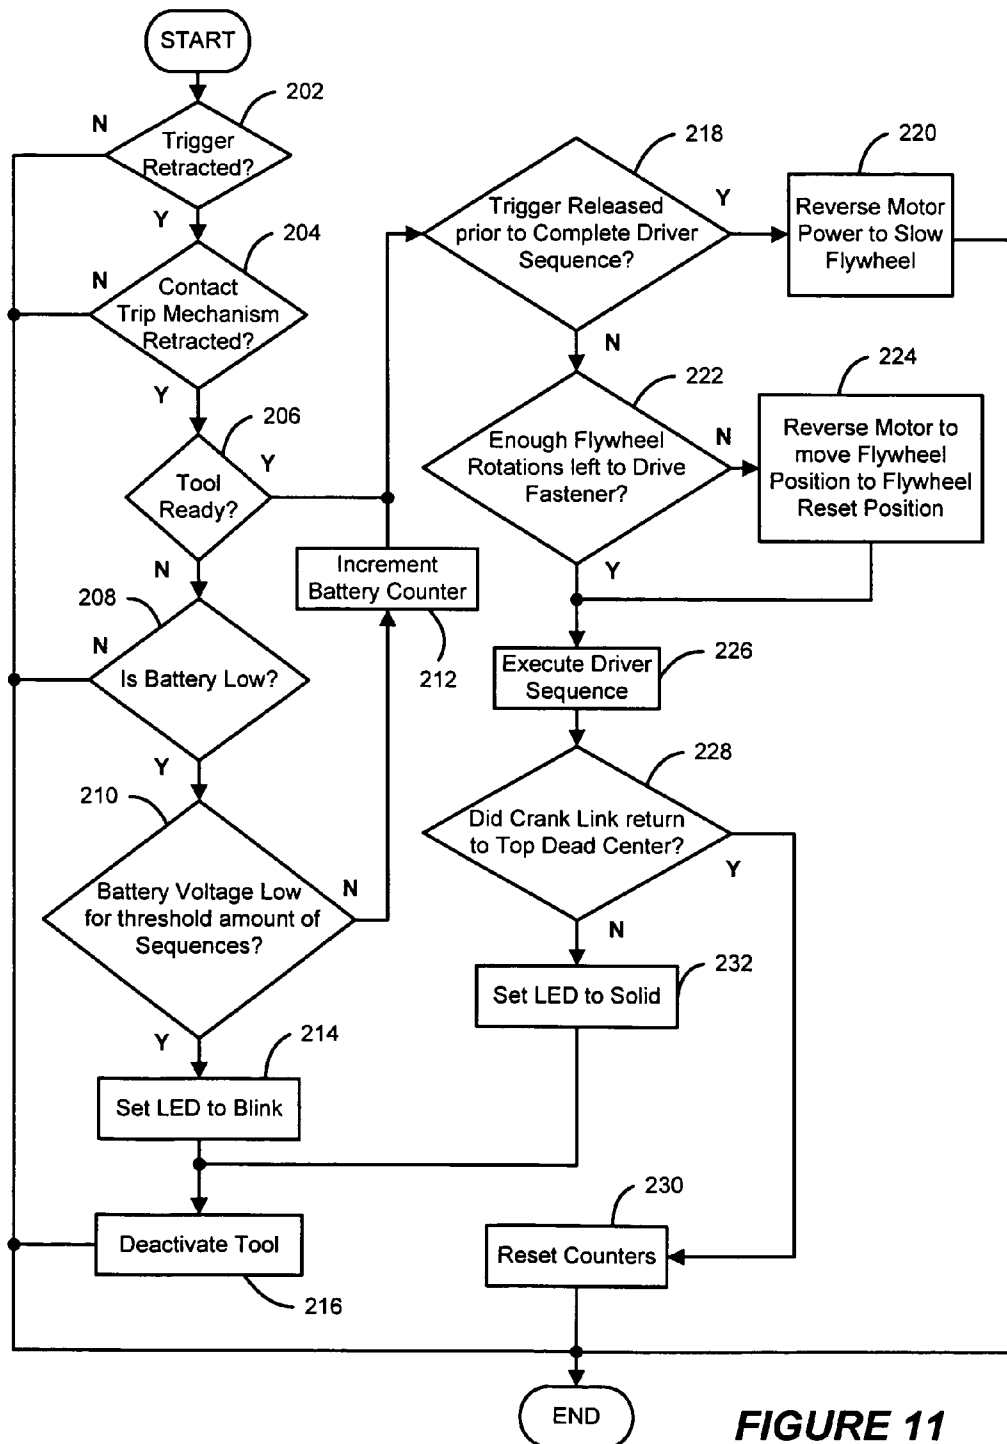 START
202
N
Trigger
Retracted?
Y
204
N
Contact
Trip Mechanism
Retracted?
Y
206
Tool
Ready?
Y
N
208
N
Is Battery Low?
Y
210
Battery Voltage Low
for threshold amount of
Sequences?
N
Y
Increment
Battery Counter
212
214
Set LED to Blink
Deactivate Tool
216
218
Trigger Released
prior to Complete Driver
Sequence?
Y
N
220
Reverse Motor
Power to Slow
Flywheel
222
Enough Flywheel
Rotations left to Drive
Fastener?
N
Y
224
Reverse Motor to
move Flywheel
Position to Flywheel
Reset Position
Execute Driver
Sequence
226
228
Did Crank Link return
to Top Dead Center?
Y
N
232
Set LED to Solid
230
Reset Counters
END
FIGURE 11